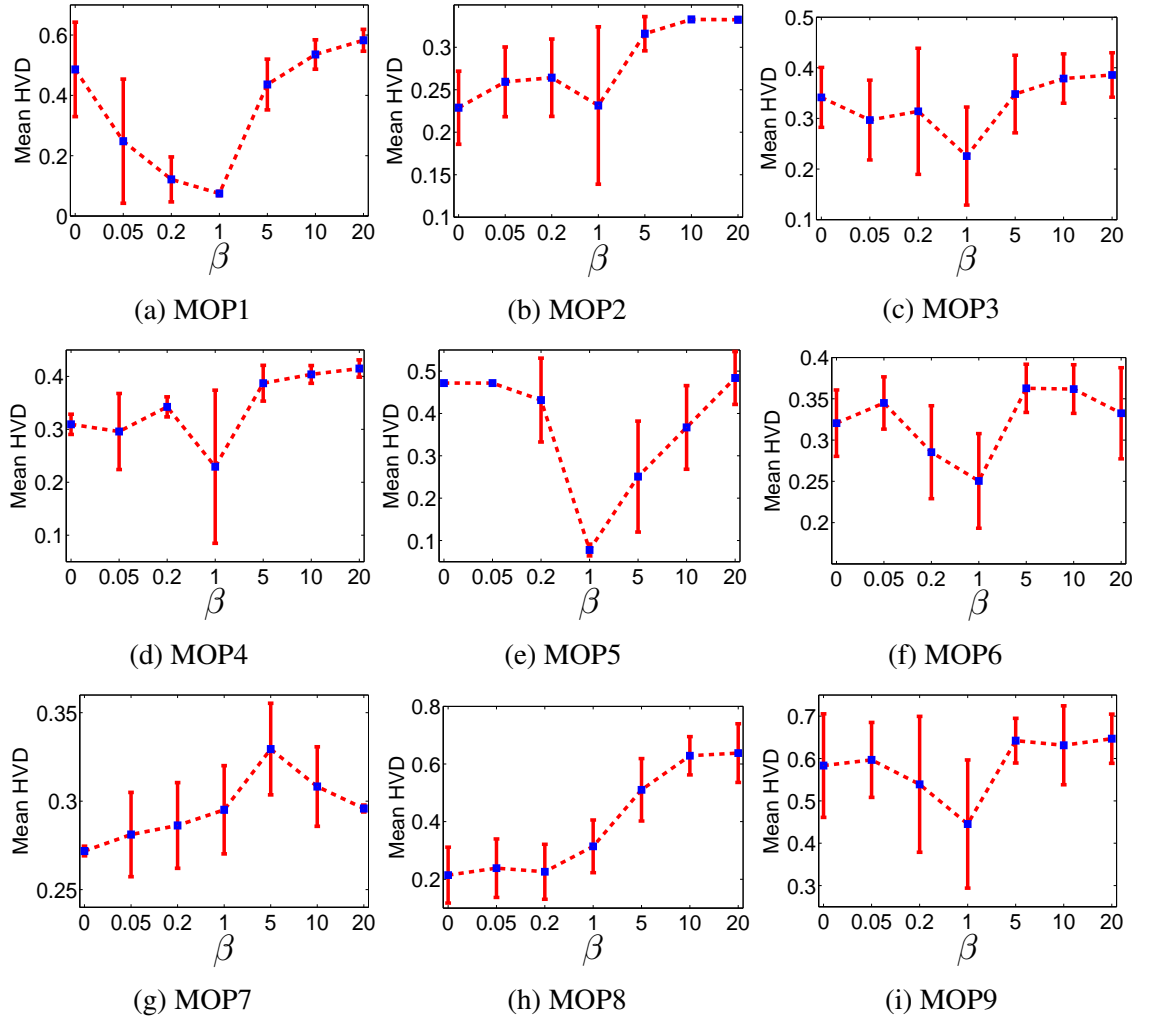 Mean HVD
0.6
0.4
0.2
0
0 0.05 0.2 1 5 10 20
β
(a) MOP1
Mean HVD
0.3
0.25
0.2
0.15
0.1
0 0.05 0.2 1 5 10 20
β
(b) MOP2
Mean HVD
0.5
0.4
0.3
0.2
0.1
0 0.05 0.2 1 5 10 20
β
(c) MOP3
Mean HVD
0.4
0.3
0.2
0.1
0 0.05 0.2 1 5 10 20
β
(d) MOP4
Mean HVD
0.5
0.4
0.3
0.2
0.1
0 0.05 0.2 1 5 10 20
β
(e) MOP5
Mean HVD
0.4
0.35
0.3
0.25
0.2
0 0.05 0.2 1 5 10 20
β
(f) MOP6
Mean HVD
0.35
0.3
0.25
0 0.05 0.2 1 5 10 20
β
(g) MOP7
Mean HVD
0.8
0.6
0.4
0.2
0 0.05 0.2 1 5 10 20
β
(h) MOP8
Mean HVD
0.7
0.6
0.5
0.4
0.3
0 0.05 0.2 1 5 10 20
β
(i) MOP9